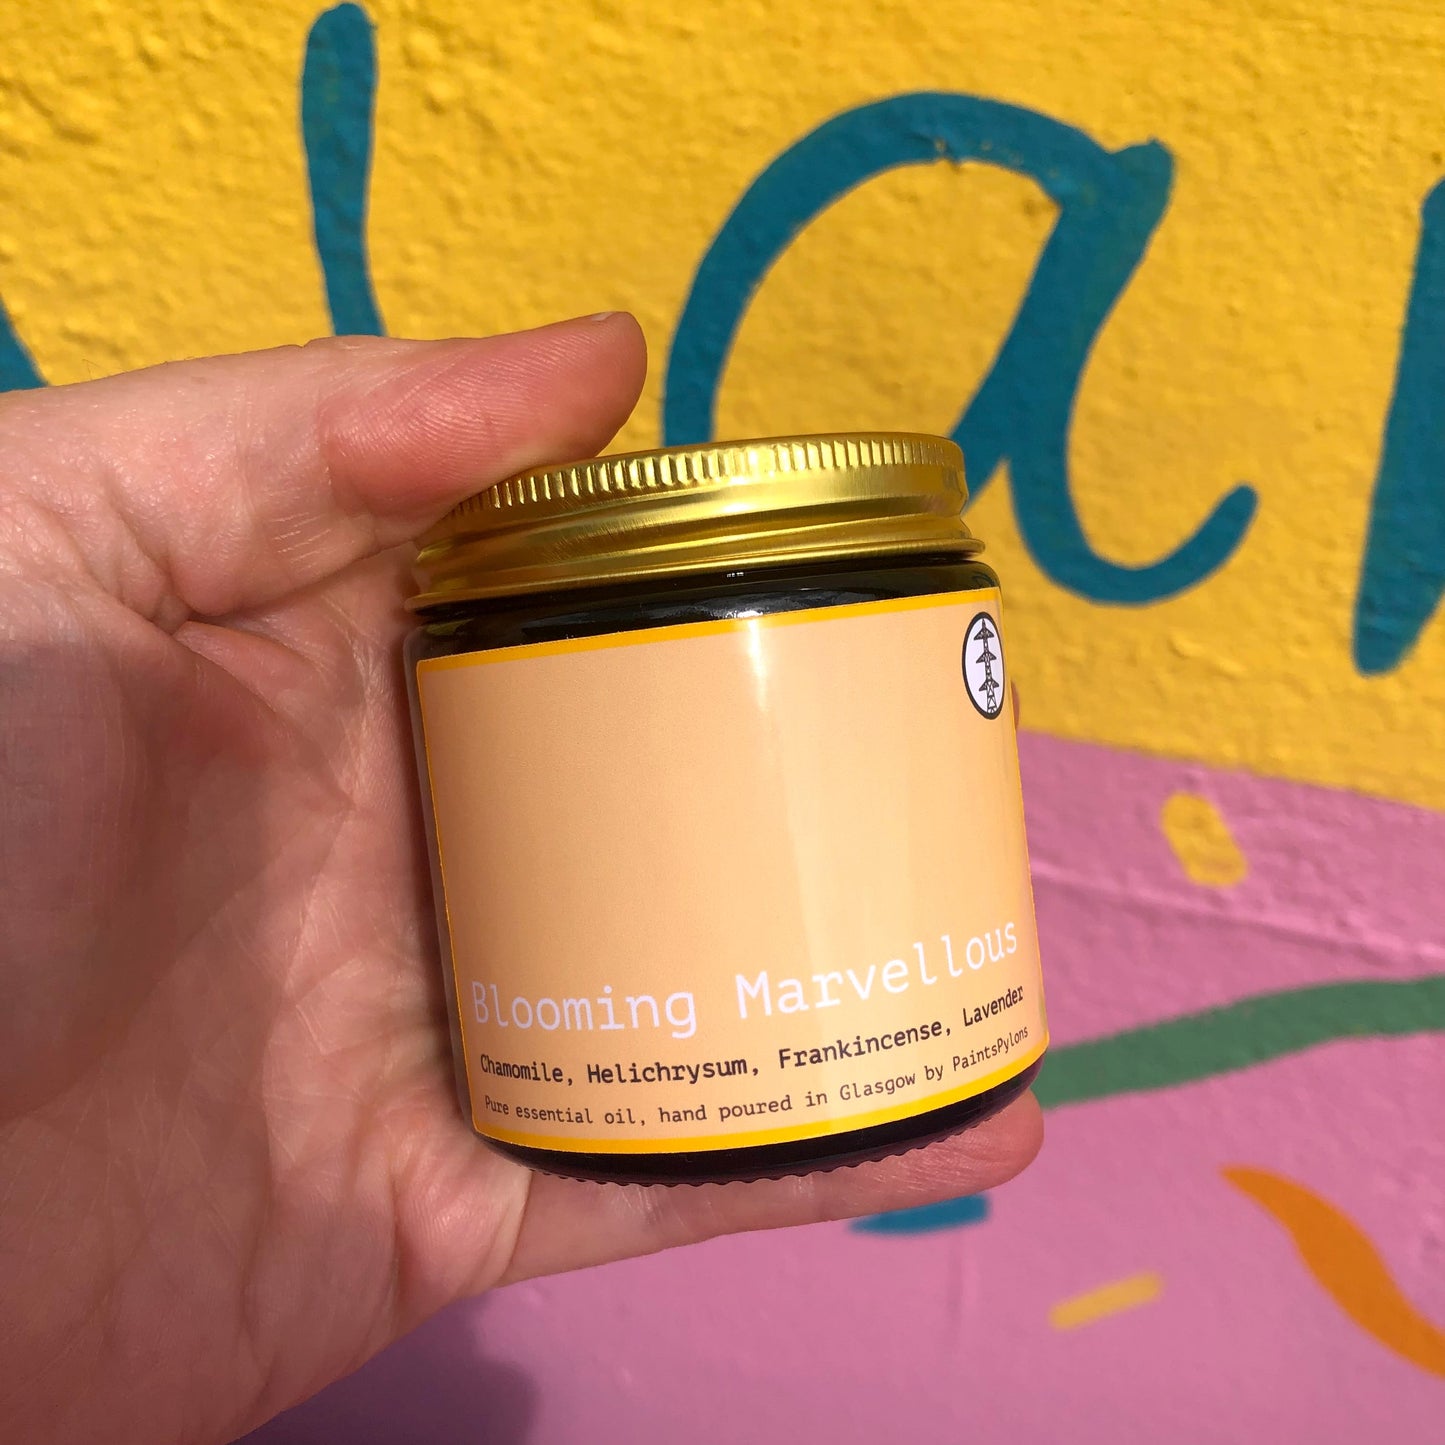 a
Blooming Marvellous
Chamomile, Helichrysum, Frankincense, Lavender
Pure essential oil, hand poured in Glasgow by PaintsPylons